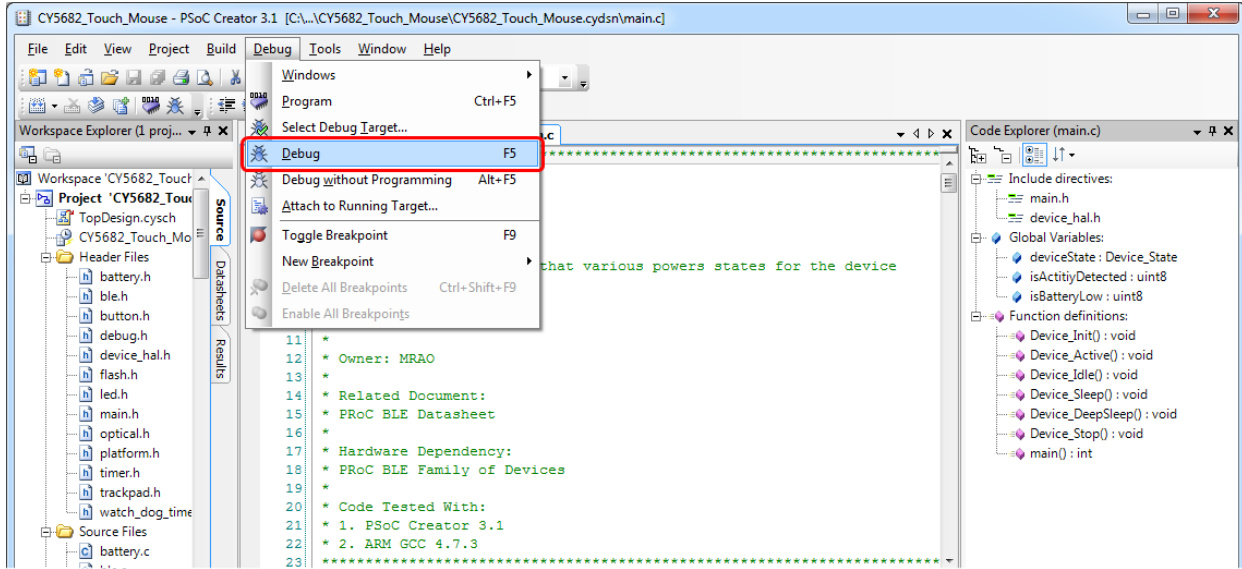 CY5682_Touch_Mouse - PSoC Creator 3.1 [C:\...\CY5682_Touch_Mouse\CY5682_Touch_Mouse.cydsn\main.c]
File Edit View Project Build Debug Tools Window Help
Workspace Explorer (1 proj...
Workspace 'CY5682_Touch
Project 'CY5682_Touc
TopDesign.cysch
CY5682_Touch_Mo
Header Files
battery.h
ble.h
button.h
debug.h
device_hal.h
flash.h
led.h
main.h
optical.h
platform.h
timer.h
trackpad.h
watch_dog_time
Source Files
battery.c
Source
Datasheets
Results
Windows
Program Ctrl+F5
Select Debug Target...
Debug F5
Debug without Programming Alt+F5
Attach to Running Target...
Toggle Breakpoint F9
New Breakpoint
Delete All Breakpoints Ctrl+Shift+F9
Enable All Breakpoints
.c
*********************************************
that various powers states for the device
11 *
12 * Owner: MRAO
13 *
14 * Related Document:
15 * PRoC BLE Datasheet
16 *
17 * Hardware Dependency:
18 * PRoC BLE Family of Devices
19 *
20 * Code Tested With:
21 * 1. PSoC Creator 3.1
22 * 2. ARM GCC 4.7.3
23 ********************************************************************
Code Explorer (main.c)
Include directives:
main.h
device_hal.h
Global Variables:
deviceState : Device_State
isActitiyDetected : uint8
isBatteryLow : uint8
Function definitions:
Device_Init() : void
Device_Active() : void
Device_Idle() : void
Device_Sleep() : void
Device_DeepSleep() : void
Device_Stop() : void
main() : int